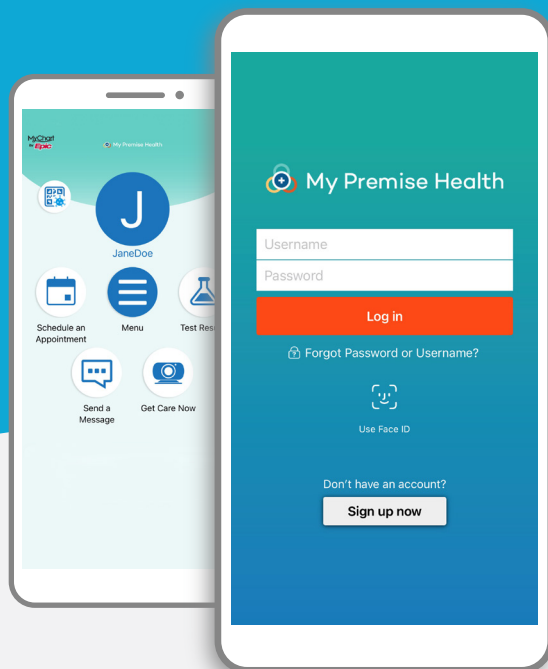 MyChart
by Epic
My Premise Health
J
JaneDoe
Schedule an
Appointment
Menu
Test Res
Send a
Message
Get Care Now
My Premise Health
Username
Password
Log in
Forgot Password or Username?
Use Face ID
Don't have an account?
Sign up now